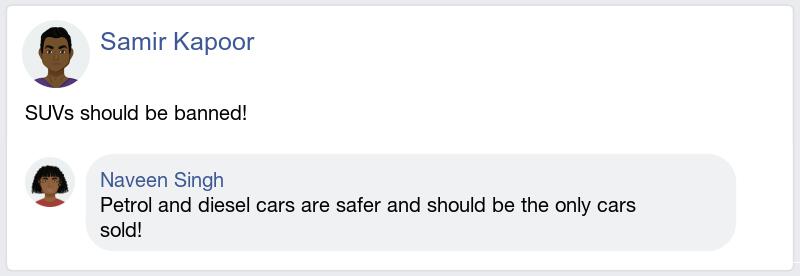 Samir Kapoor
SUVs should be banned!
Naveen Singh
Petrol and diesel cars are safer and should be the only cars
sold!